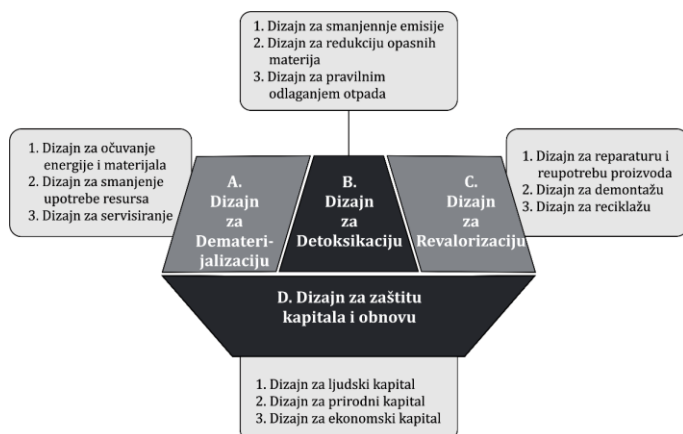 1. Dizajn za smanjennje emisije
2. Dizajn za redukciju opasnih
materija
3. Dizajn za pravilnim
odlaganjem otpada
1. Dizajn za očuvanje
energije i materijala
2. Dizajn za smanjenje
upotrebe resursa
3. Dizajn za servisiranje
A.
Dizajn
za
Demateri-
jalizaciju
B.
Dizajn
za
Detoksikaciju
C.
Dizajn
za
Revalorizaciju
1. Dizajn za reparaturu i
reupotrebu proizvoda
2. Dizajn za demontažu
3. Dizajn za reciklažu
D. Dizajn za zaštitu
kapitala i obnovu
1. Dizajn za ljudski kapital
2. Dizajn za prirodni kapital
3. Dizajn za ekonomski kapital